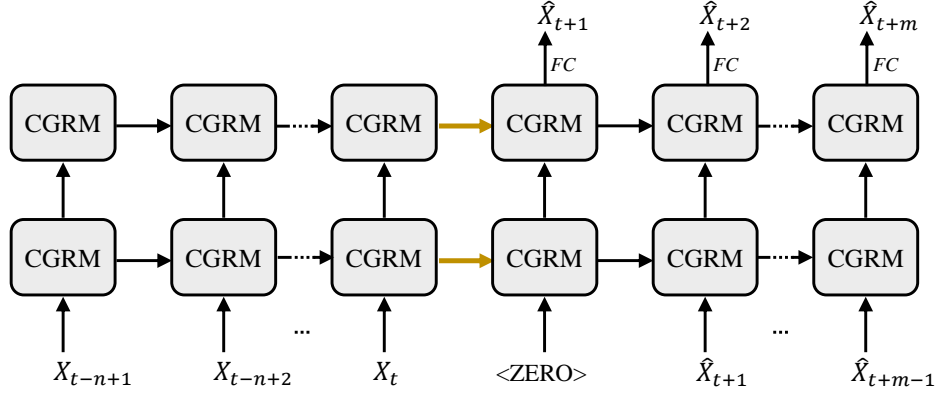 X̂_{t+1} X̂_{t+2} X̂_{t+m}
FC FC FC
CGRM CGRM CGRM CGRM CGRM CGRM
CGRM CGRM CGRM CGRM CGRM CGRM
... ...
X_{t−n+1} X_{t−n+2} X_t <ZERO> X̂_{t+1} X̂_{t+m−1}